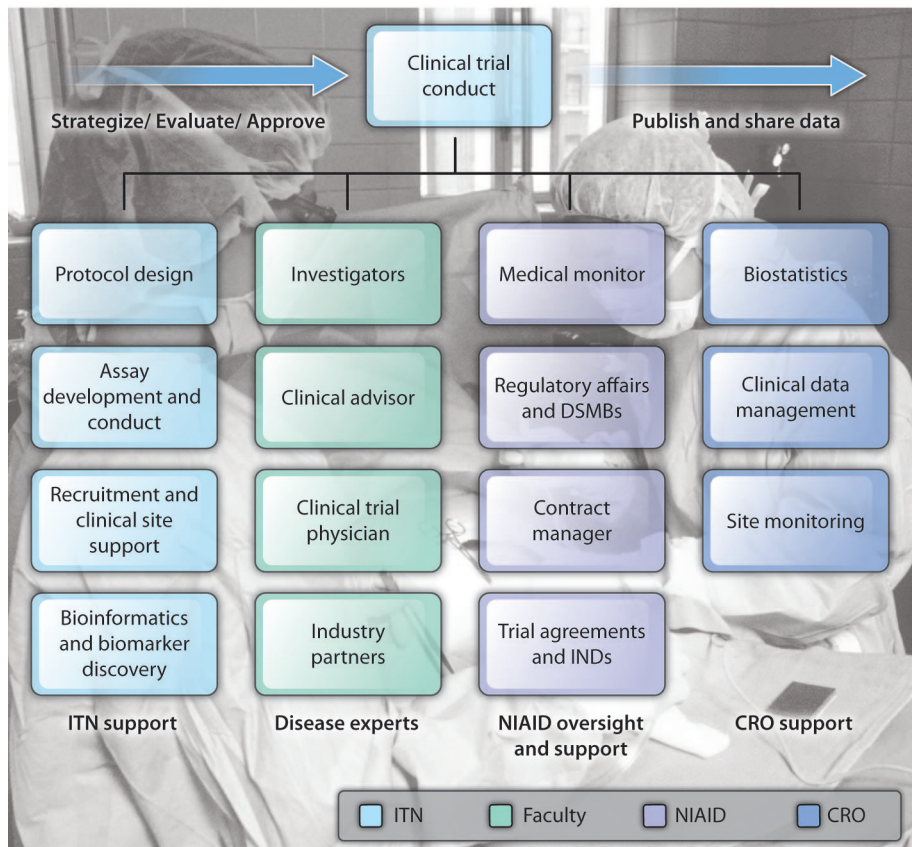 Clinical trial
conduct
Strategize/ Evaluate/ Approve
Publish and share data
Protocol design
Investigators
Medical monitor
Biostatistics
Assay
development and
conduct
Clinical advisor
Regulatory affairs
and DSMBs
Clinical data
management
Recruitment and
clinical site
support
Clinical trial
physician
Contract
manager
Site monitoring
Bioinformatics
and biomarker
discovery
Industry
partners
Trial agreements
and INDs
ITN support
Disease experts
NIAID oversight
and support
CRO support
ITN
Faculty
NIAID
CRO